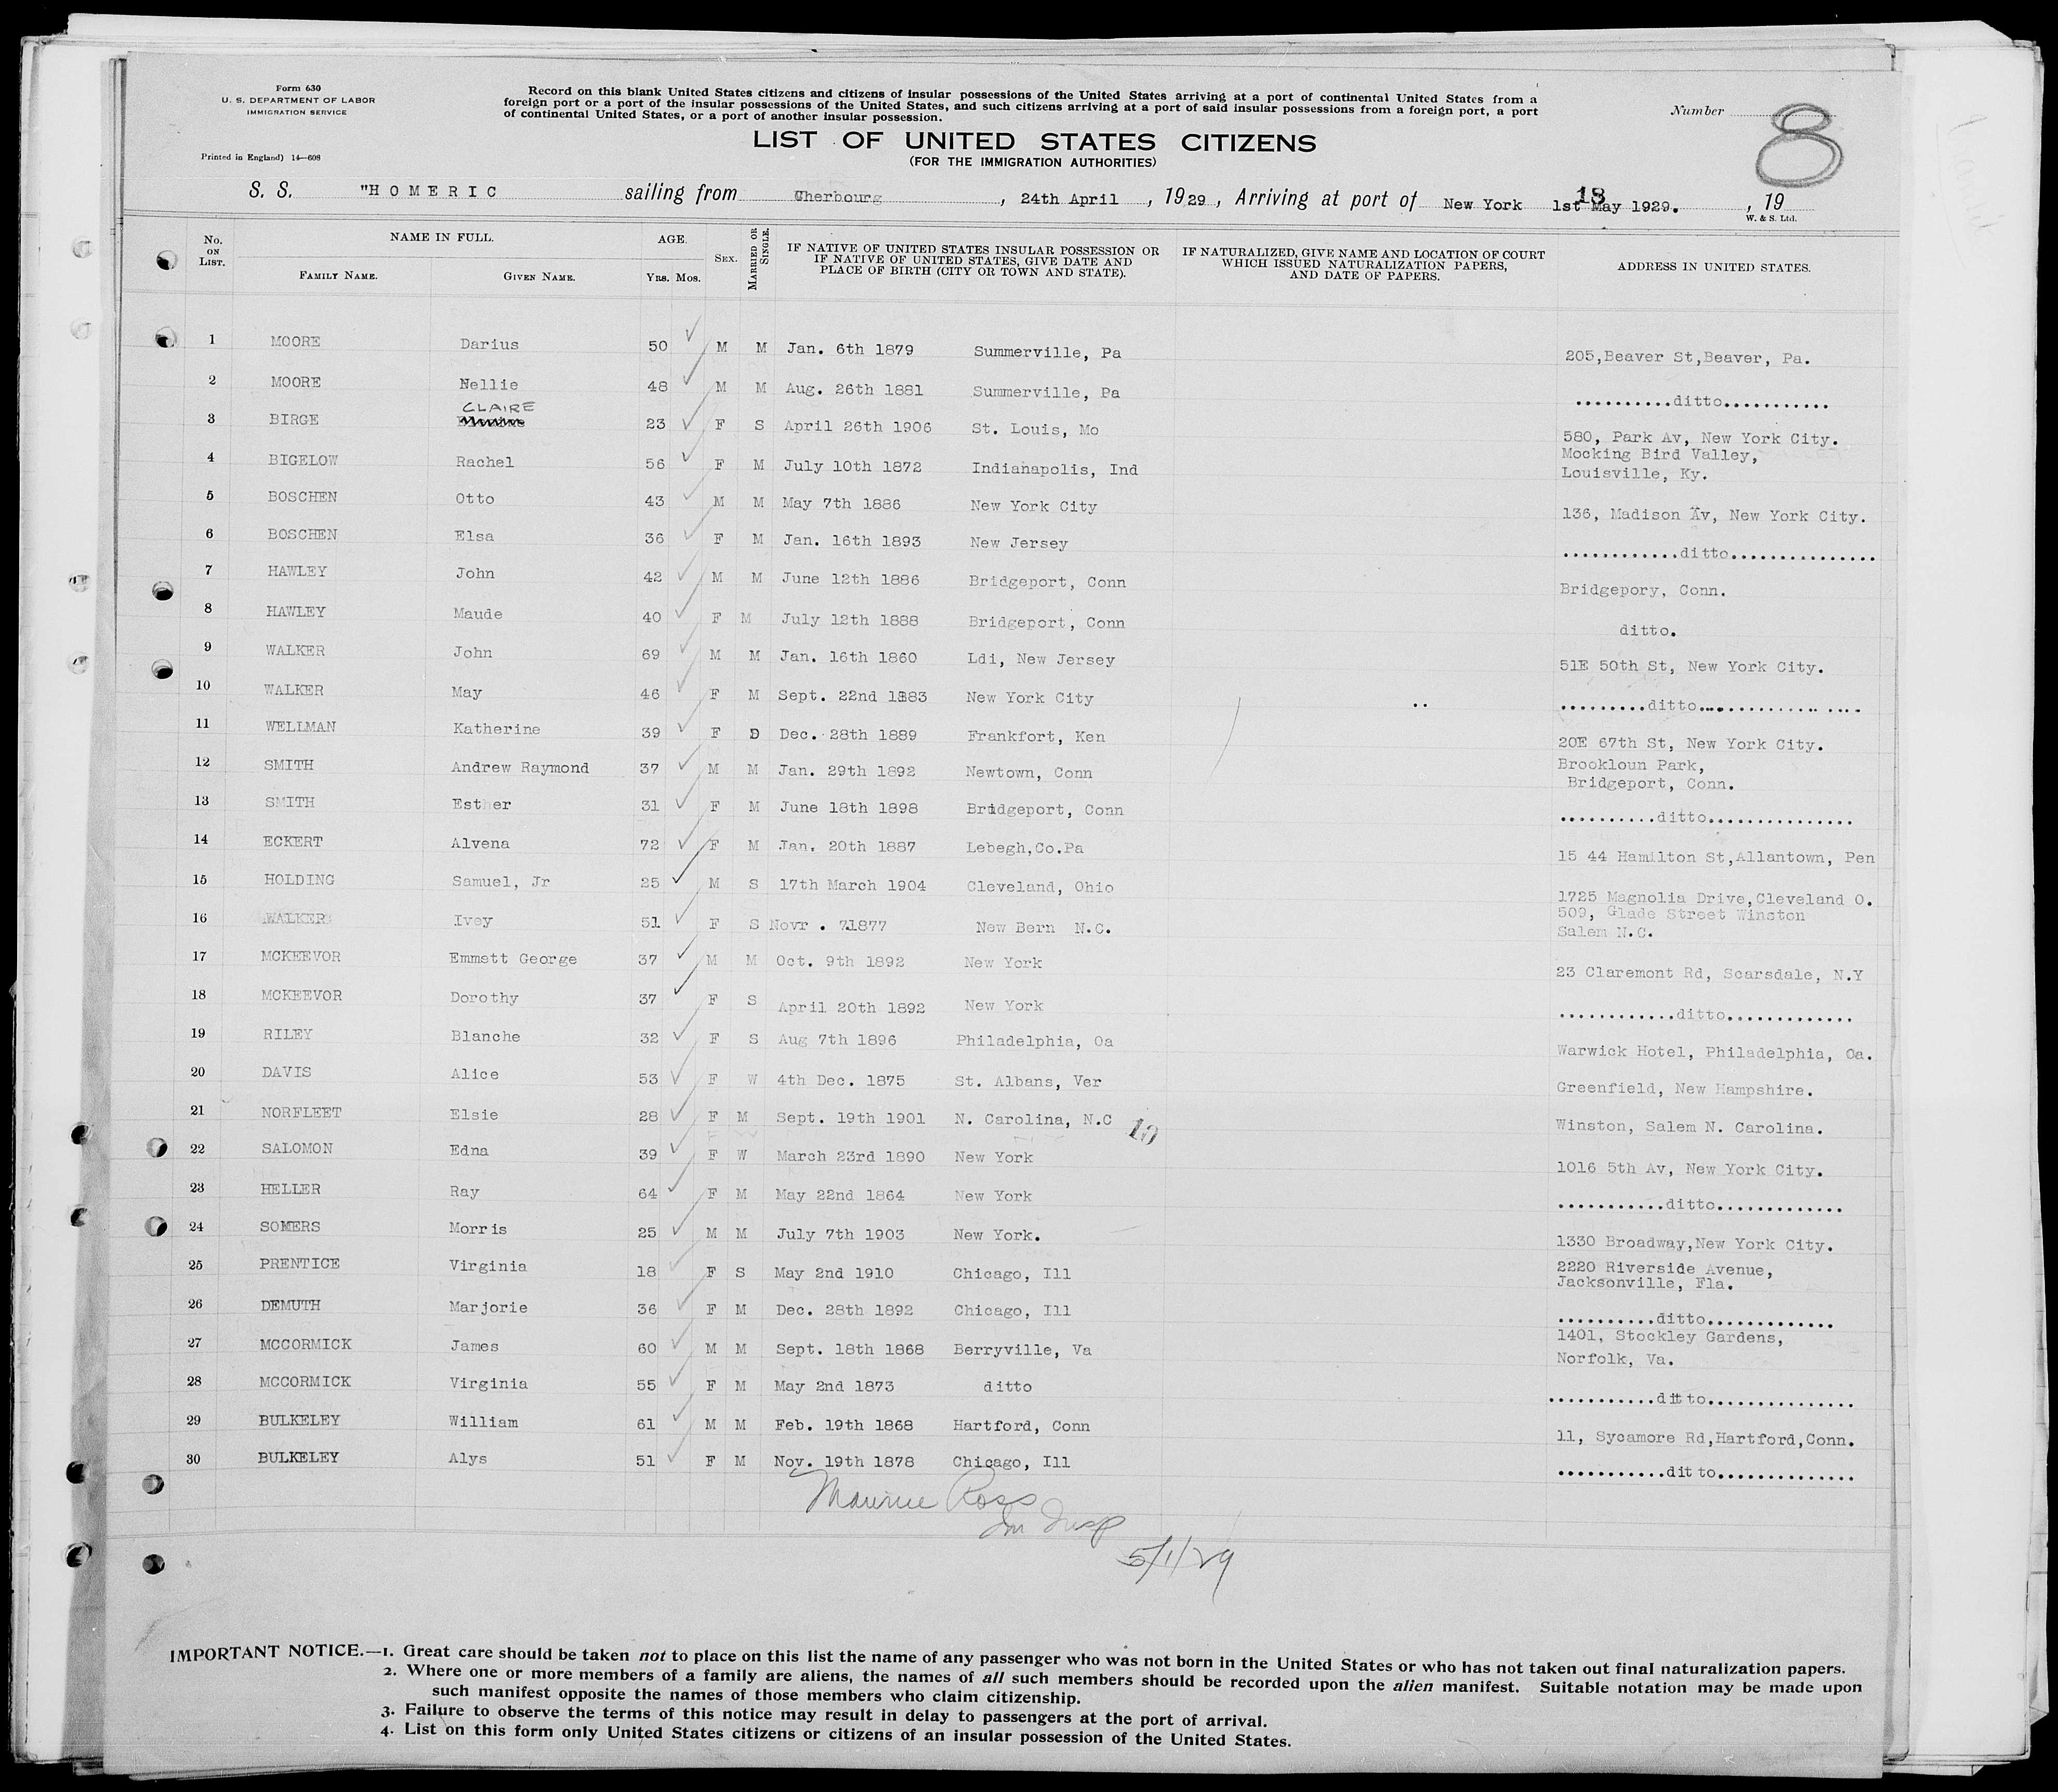 Form 630
U. S. DEPARTMENT OF LABOR
IMMIGRATION SERVICE
Printed in England) 14—608
Record on this blank United States citizens and citizens of insular possessions of the United States arriving at a port of continental United States from a
foreign port or a port of the insular possessions of the United States, and such citizens arriving at a port of said insular possessions from a foreign port, a port
of continental United States, or a port of another insular possession.
Number 8
LIST OF UNITED STATES CITIZENS
(FOR THE IMMIGRATION AUTHORITIES)
S. S. "HOMERIC sailing from Cherbourg, 24th April, 1929, Arriving at port of New York 1st May 1929. , 19
18
W. & S. Ltd.
No. ON LIST. NAME IN FULL. FAMILY NAME. GIVEN NAME. AGE. Yrs. Mos. SEX. MARRIED OR SINGLE. IF NATIVE OF UNITED STATES INSULAR POSSESSION OR IF NATIVE OF UNITED STATES, GIVE DATE AND PLACE OF BIRTH (CITY OR TOWN AND STATE). IF NATURALIZED, GIVE NAME AND LOCATION OF COURT WHICH ISSUED NATURALIZATION PAPERS, AND DATE OF PAPERS. ADDRESS IN UNITED STATES.
1 MOORE Darius 50 M M Jan. 6th 1879 Summerville, Pa 205,Beaver St,Beaver, Pa.
2 MOORE Nellie 48 M M Aug. 26th 1881 Summerville, Pa ..........ditto...........
3 BIRGE CLAIRE 23 F S April 26th 1906 St. Louis, Mo 580, Park Av, New York City.
4 BIGELOW Rachel 56 F M July 10th 1872 Indianapolis, Ind Mocking Bird Valley,
Louisville, Ky.
5 BOSCHEN Otto 43 M M May 7th 1886 New York City 136, Madison Av, New York City.
6 BOSCHEN Elsa 36 F M Jan. 16th 1893 New Jersey ............ditto...............
7 HAWLEY John 42 M M June 12th 1886 Bridgeport, Conn Bridgepory, Conn.
8 HAWLEY Maude 40 F M July 12th 1888 Bridgeport, Conn ditto.
9 WALKER John 69 M M Jan. 16th 1860 Ldi, New Jersey 51E 50th St, New York City.
10 WALKER May 46 F M Sept. 22nd 1883 New York City .. .........ditto.................
11 WELLMAN Katherine 39 F D Dec. 28th 1889 Frankfort, Ken 20E 67th St, New York City.
12 SMITH Andrew Raymond 37 M M Jan. 29th 1892 Newtown, Conn Brookloun Park,
Bridgeport, Conn.
13 SMITH Esther 31 F M June 18th 1898 Bridgeport, Conn ..........ditto...............
14 ECKERT Alvena 72 F M Jan. 20th 1887 Lebegh,Co.Pa 15 44 Hamilton St,Allantown, Pen
15 HOLDING Samuel, Jr 25 M S 17th March 1904 Cleveland, Ohio 1725 Magnolia Drive,Cleveland O.
16 WALKER Ivey 51 F S Novr . 7.1877 New Bern N.C. 509, Glade Street Winston
Salem N.C.
17 MCKEEVOR Emmett George 37 M M Oct. 9th 1892 New York 23 Claremont Rd, Scarsdale, N.Y
18 MCKEEVOR Dorothy 37 F S April 20th 1892 New York ............ditto.............
19 RILEY Blanche 32 F S Aug 7th 1896 Philadelphia, Oa Warwick Hotel, Philadelphia, Oa.
20 DAVIS Alice 53 F W 4th Dec. 1875 St. Albans, Ver Greenfield, New Hampshire.
21 NORFLEET Elsie 28 F M Sept. 19th 1901 N. Carolina, N.C 10 Winston, Salem N. Carolina.
22 SALOMON Edna 39 F W March 23rd 1890 New York 1016 5th Av, New York City.
23 HELLER Ray 64 F M May 22nd 1864 New York ...........ditto.............
24 SOMERS Morris 25 M M July 7th 1903 New York. 1330 Broadway,New York City.
25 PRENTICE Virginia 18 F S May 2nd 1910 Chicago, Ill 2220 Riverside Avenue,
Jacksonville, Fla.
26 DEMUTH Marjorie 36 F M Dec. 28th 1892 Chicago, Ill ..........ditto.............
27 MCCORMICK James 60 M M Sept. 18th 1868 Berryville, Va 1401, Stockley Gardens,
Norfolk, Va.
28 MCCORMICK Virginia 55 F M May 2nd 1873 ditto ...........ditto...............
29 BULKELEY William 61 M M Feb. 19th 1868 Hartford, Conn 11, Sycamore Rd,Hartford,Conn.
30 BULKELEY Alys 51 F M Nov. 19th 1878 Chicago, Ill ...........ditto..............
Maurice Ross
Im Insp
5/1/29
IMPORTANT NOTICE.—1. Great care should be taken not to place on this list the name of any passenger who was not born in the United States or who has not taken out final naturalization papers.
2. Where one or more members of a family are aliens, the names of all such members should be recorded upon the alien manifest. Suitable notation may be made upon
such manifest opposite the names of those members who claim citizenship.
3. Failure to observe the terms of this notice may result in delay to passengers at the port of arrival.
4. List on this form only United States citizens or citizens of an insular possession of the United States.